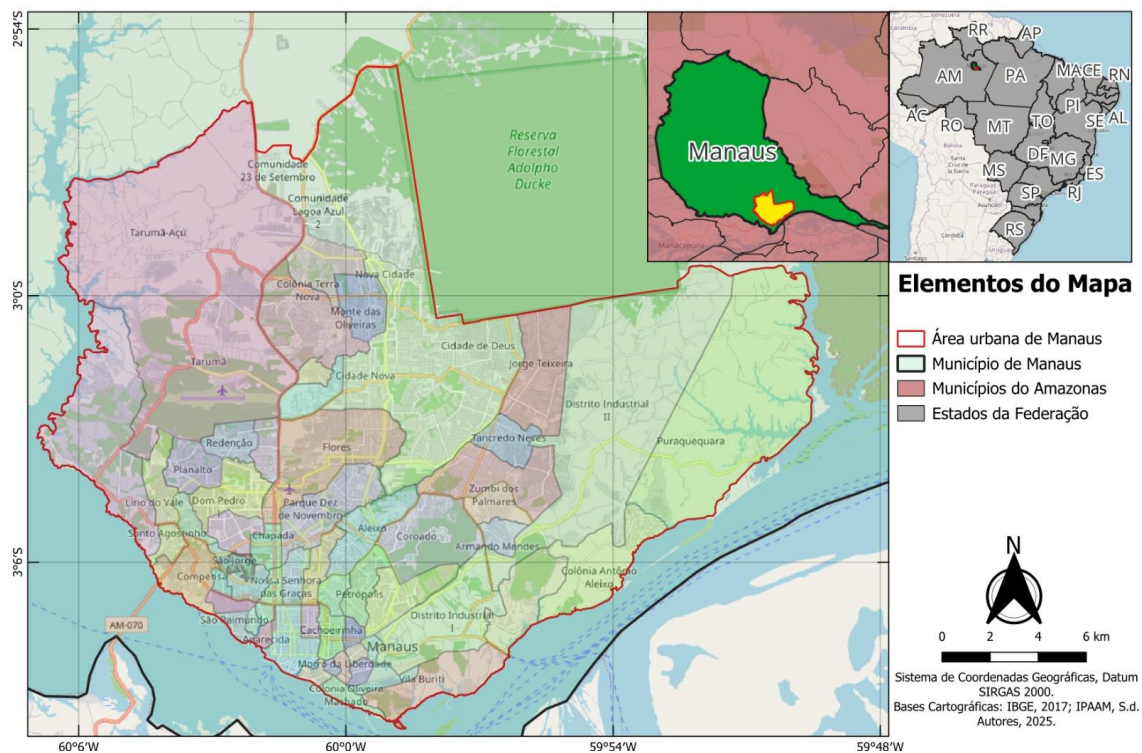 2°54'S
3°0'S
3°6'S
60°6'W
60°0'W
59°54'W
59°48'W
Reserva
Florestal
Adolpho
Ducke
Comunidade
23 de Setembro
Comunidade
Lagoa Azul
2
Tarumã-Açú
Nova Cidade
Colônia Terra
Nova
Monte das
Oliveiras
Cidade de Deus
Tarumã
Cidade Nova
Jorge Teixeira
Distrito Industrial
II
Redenção
Flores
Tancredo Neves
Puraquequara
Planalto
Lírio do Vale
Dom Pedro
Parque Dez
de Novembro
Zumbi dos
Palmares
Santo Agostinho
Chapada
Aleixo
Coroado
Armando Mendes
Compensa
São Jorge
Nossa Senhora
das Graças
Petrópolis
Colônia Antônio
Aleixo
São Raimundo
Distrito Industrial
I
AM-070
Aparecida
Cachoeirinha
Manaus
Morro da Liberdade
Vila Buriti
Colônia Oliveira
Machado
Manaus
Manacapuru
RR
AP
AM
PA
MA
CE
RN
PI
AC
RO
MT
TO
SE
AL
DF
MG
ES
MS
SP
RJ
RS
Elementos do Mapa
Área urbana de Manaus
Município de Manaus
Municípios do Amazonas
Estados da Federação
N
0 2 4 6 km
Sistema de Coordenadas Geográficas, Datum
SIRGAS 2000.
Bases Cartográficas: IBGE, 2017; IPAAM, S.d.
Autores, 2025.